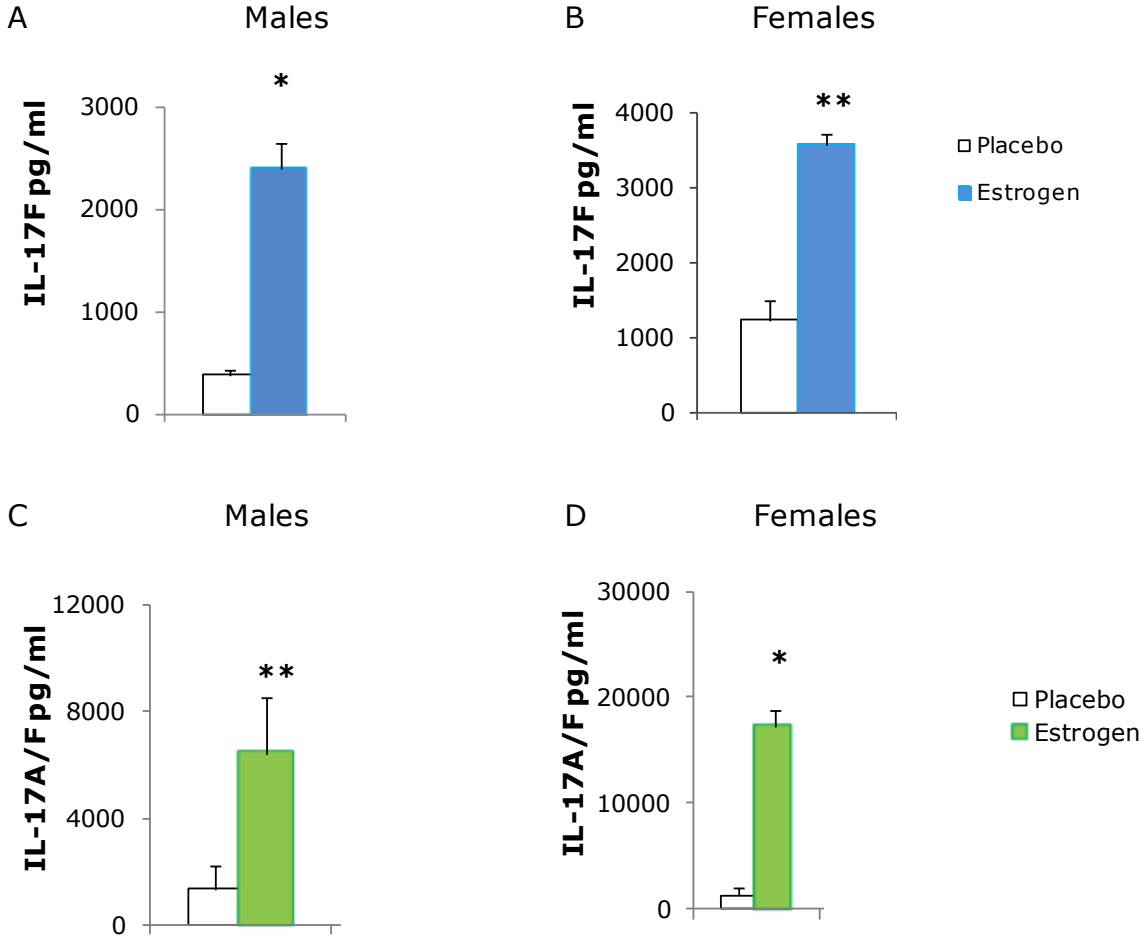 A
Males
*
IL-17F pg/ml
3000
2000
1000
0
B
Females
**
IL-17F pg/ml
4000
3000
2000
1000
0
Placebo
Estrogen
C
Males
**
IL-17A/F pg/ml
12000
8000
4000
0
D
Females
*
IL-17A/F pg/ml
30000
20000
10000
0
Placebo
Estrogen